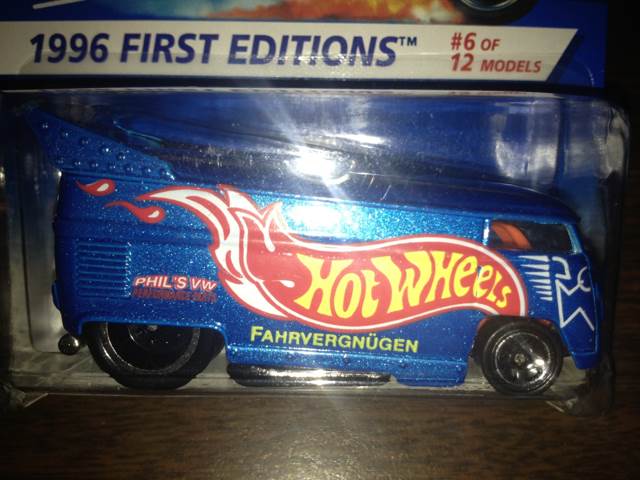 1996 FIRST EDITIONS™
#6 OF
12 MODELS
HOT WHEELS
PHIL'S VW
FAHRVERGNÜGEN